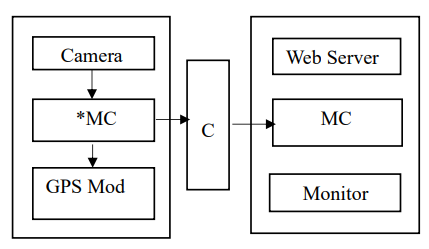 Camera
*MC
GPS Mod
C
Web Server
MC
Monitor